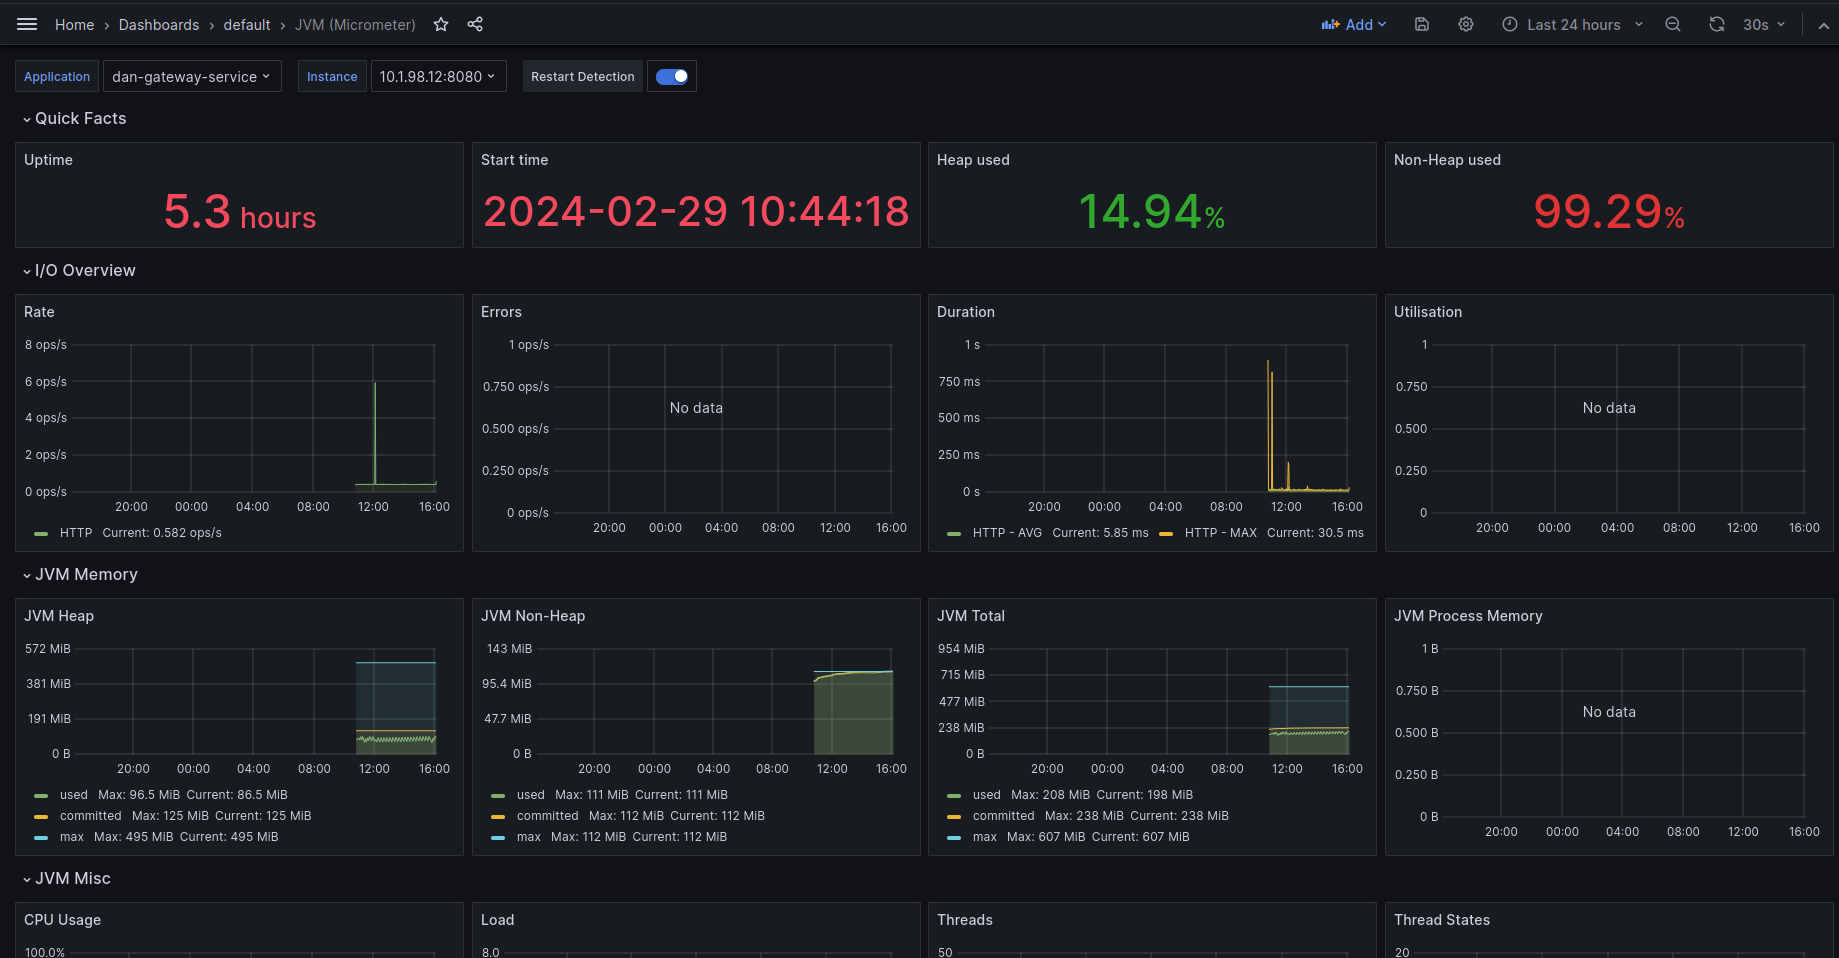 Home › Dashboards › default › JVM (Micrometer) Add Last 24 hours 30s
Application dan-gateway-service Instance 10.1.98.12:8080 Restart Detection
Quick Facts
Uptime
5.3 hours
Start time
2024-02-29 10:44:18
Heap used
14.94%
Non-Heap used
99.29%
I/O Overview
Rate
8 ops/s
6 ops/s
4 ops/s
2 ops/s
0 ops/s
20:00 00:00 04:00 08:00 12:00 16:00
HTTP Current: 0.582 ops/s
Errors
1 ops/s
0.750 ops/s
No data
0.500 ops/s
0.250 ops/s
0 ops/s
20:00 00:00 04:00 08:00 12:00 16:00
Duration
1 s
750 ms
500 ms
250 ms
0 s
20:00 00:00 04:00 08:00 12:00 16:00
HTTP - AVG Current: 5.85 ms HTTP - MAX Current: 30.5 ms
Utilisation
1
0.750
No data
0.500
0.250
0
20:00 00:00 04:00 08:00 12:00 16:00
JVM Memory
JVM Heap
572 MiB
381 MiB
191 MiB
0 B
20:00 00:00 04:00 08:00 12:00 16:00
used Max: 96.5 MiB Current: 86.5 MiB
committed Max: 125 MiB Current: 125 MiB
max Max: 495 MiB Current: 495 MiB
JVM Non-Heap
143 MiB
95.4 MiB
47.7 MiB
0 B
20:00 00:00 04:00 08:00 12:00 16:00
used Max: 111 MiB Current: 111 MiB
committed Max: 112 MiB Current: 112 MiB
max Max: 112 MiB Current: 112 MiB
JVM Total
954 MiB
715 MiB
477 MiB
238 MiB
0 B
20:00 00:00 04:00 08:00 12:00 16:00
used Max: 208 MiB Current: 198 MiB
committed Max: 238 MiB Current: 238 MiB
max Max: 607 MiB Current: 607 MiB
JVM Process Memory
1 B
0.750 B
No data
0.500 B
0.250 B
0 B
20:00 00:00 04:00 08:00 12:00 16:00
JVM Misc
CPU Usage
100.0%
Load
8.0
Threads
50
Thread States
20